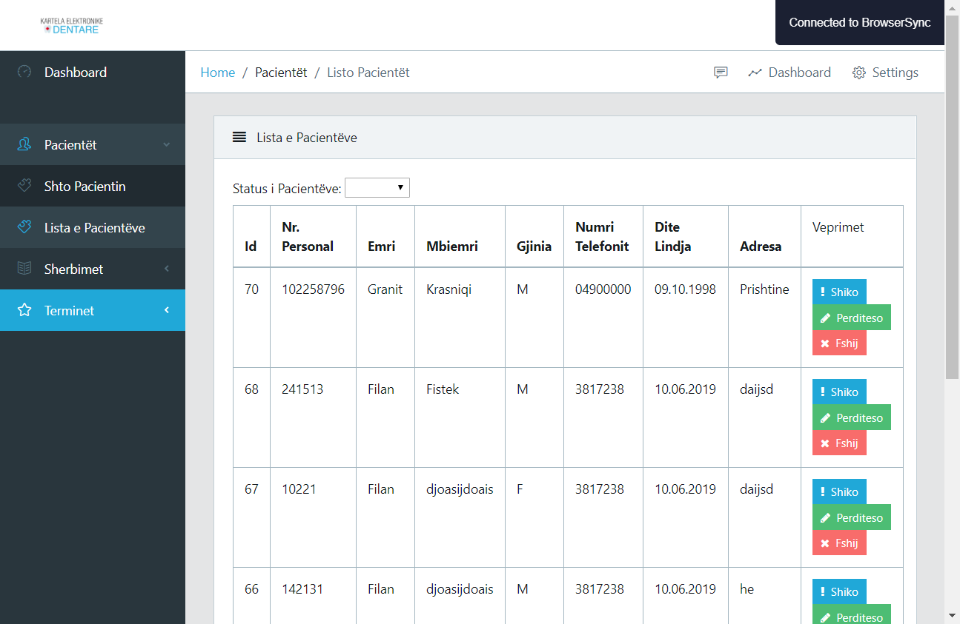 KARTELA ELEKTRONIKE
DENTARE
Connected to BrowserSync
Dashboard
Pacientët
Shto Pacientin
Lista e Pacientëve
Sherbimet
Terminet
Home / Pacientët / Listo Pacientët
Dashboard
Settings
Lista e Pacientëve
Status i Pacientëve:
Id Nr. Personal Emri Mbiemri Gjinia Numri Telefonit Dite Lindja Adresa Veprimet
70 102258796 Granit Krasniqi M 04900000 09.10.1998 Prishtine
Shiko
Perditeso
Fshij
68 241513 Filan Fistek M 3817238 10.06.2019 daijsd
Shiko
Perditeso
Fshij
67 10221 Filan djoasijdoais F 3817238 10.06.2019 daijsd
Shiko
Perditeso
Fshij
66 142131 Filan djoasijdoais M 3817238 10.06.2019 he
Shiko
Perditeso